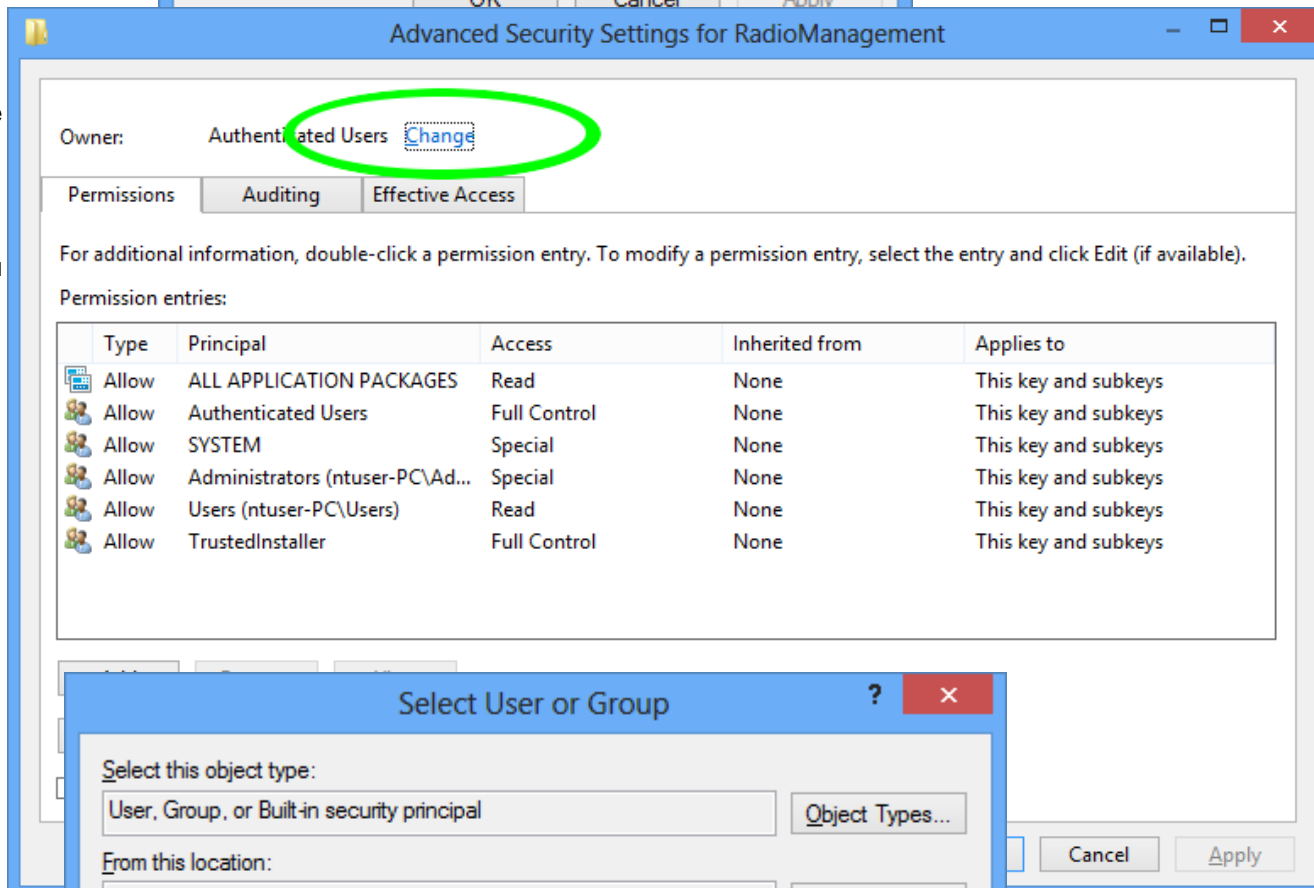 OK Cancel Apply
Advanced Security Settings for RadioManagement
Owner: Authenticated Users Change
Permissions Auditing Effective Access
For additional information, double-click a permission entry. To modify a permission entry, select the entry and click Edit (if available).
Permission entries:
Type Principal Access Inherited from Applies to
Allow ALL APPLICATION PACKAGES Read None This key and subkeys
Allow Authenticated Users Full Control None This key and subkeys
Allow SYSTEM Special None This key and subkeys
Allow Administrators (ntuser-PC\Ad... Special None This key and subkeys
Allow Users (ntuser-PC\Users) Read None This key and subkeys
Allow TrustedInstaller Full Control None This key and subkeys
Select User or Group ?
Select this object type:
User, Group, or Built-in security principal Object Types...
From this location:
Cancel Apply